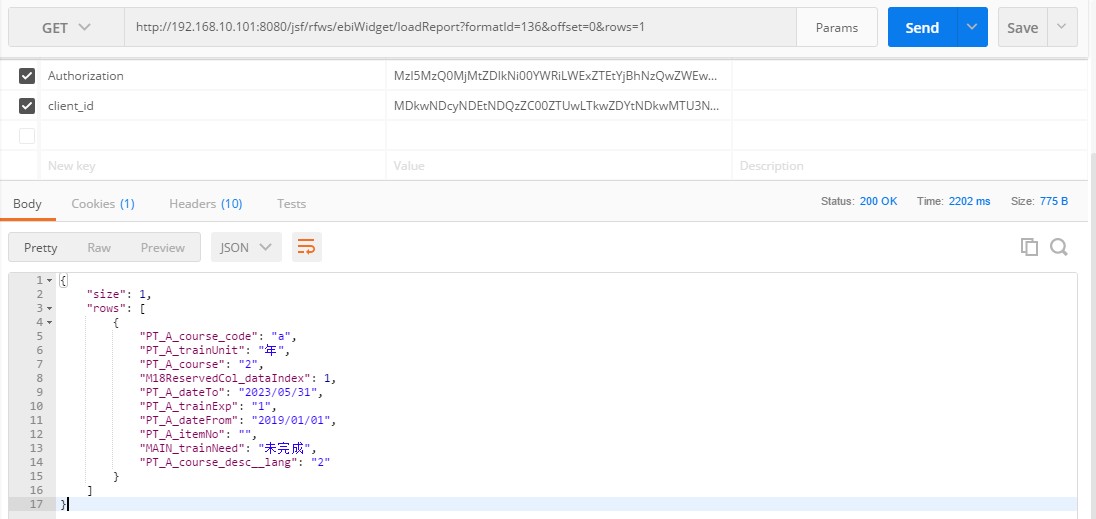 GET http://192.168.10.101:8080/jsf/rfws/ebiWidget/loadReport?formatId=136&offset=0&rows=1 Params Send Save
Authorization MzI5MzQ0MjMtZDlkNi00YWRiLWExZTEtYjBhNzQwZWEw...
client_id MDkwNDcyNDEtNDQzZC00ZTUwLTkwZDYtNDkwMTU3N...
New key Value Description
Body Cookies (1) Headers (10) Tests Status: 200 OK Time: 2202 ms Size: 775 B
Pretty Raw Preview JSON
1 {
2 "size": 1,
3 "rows": [
4 {
5 "PT_A_course_code": "a",
6 "PT_A_trainUnit": "年",
7 "PT_A_course": "2",
8 "M18ReservedCol_dataIndex": 1,
9 "PT_A_dateTo": "2023/05/31",
10 "PT_A_trainExp": "1",
11 "PT_A_dateFrom": "2019/01/01",
12 "PT_A_itemNo": "",
13 "MAIN_trainNeed": "未完成",
14 "PT_A_course_desc__lang": "2"
15 }
16 ]
17 }